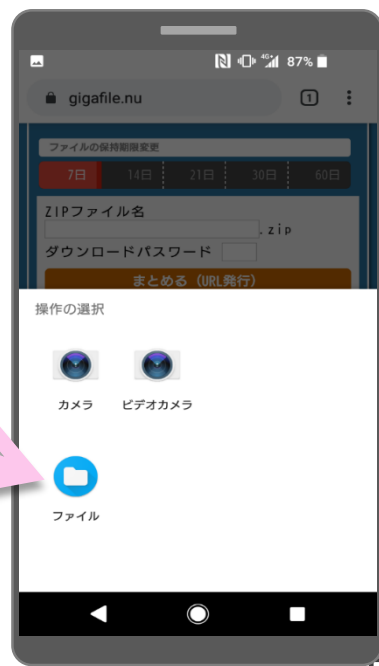 4G 87%
gigafile.nu 1
ファイルの保持期限変更
7日 14日 21日 30日 60日
ZIPファイル名
.zip
ダウンロードパスワード
まとめる（URL発行）
操作の選択
カメラ ビデオカメラ
ファイル